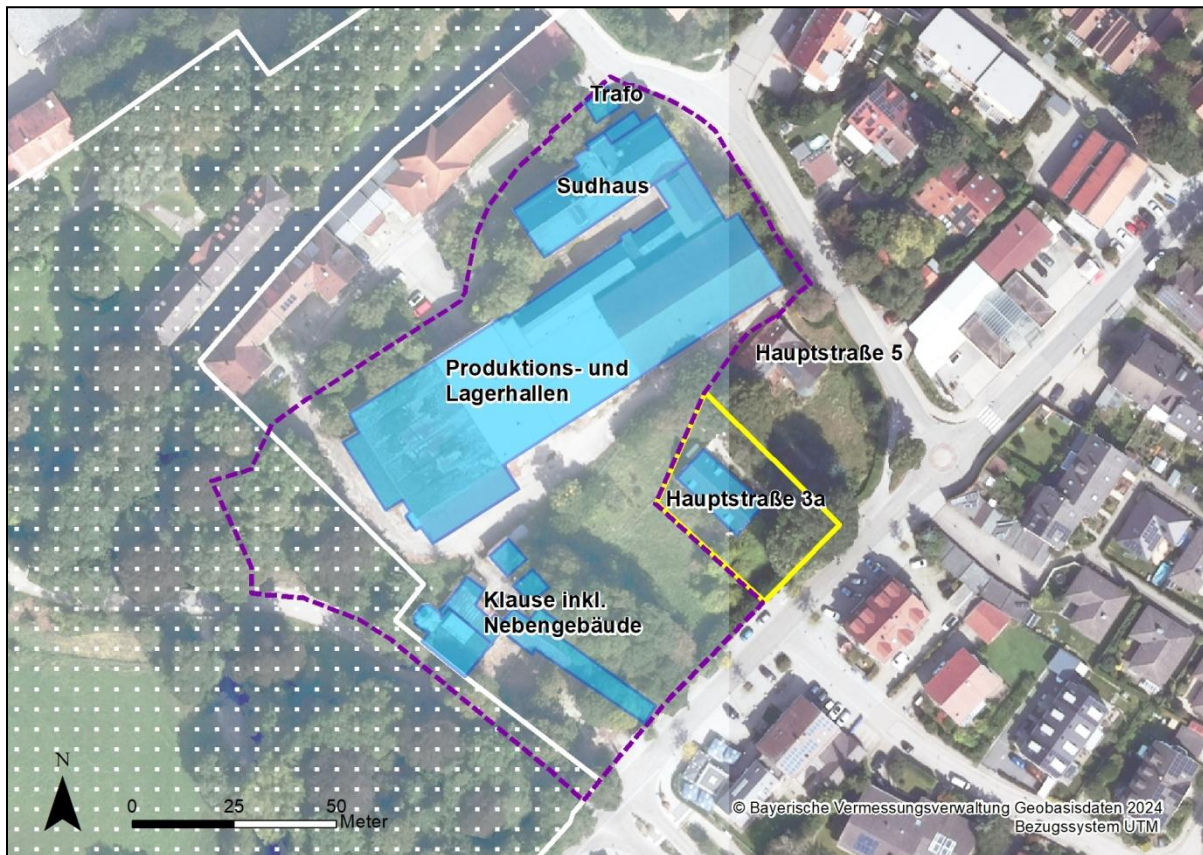 Trafo
Sudhaus
Hauptstraße 5
Produktions- und
Lagerhallen
Hauptstraße 3a
Klause inkl.
Nebengebäude
N
0 25 50
Meter
© Bayerische Vermessungsverwaltung Geobasisdaten 2024
Bezugssystem UTM